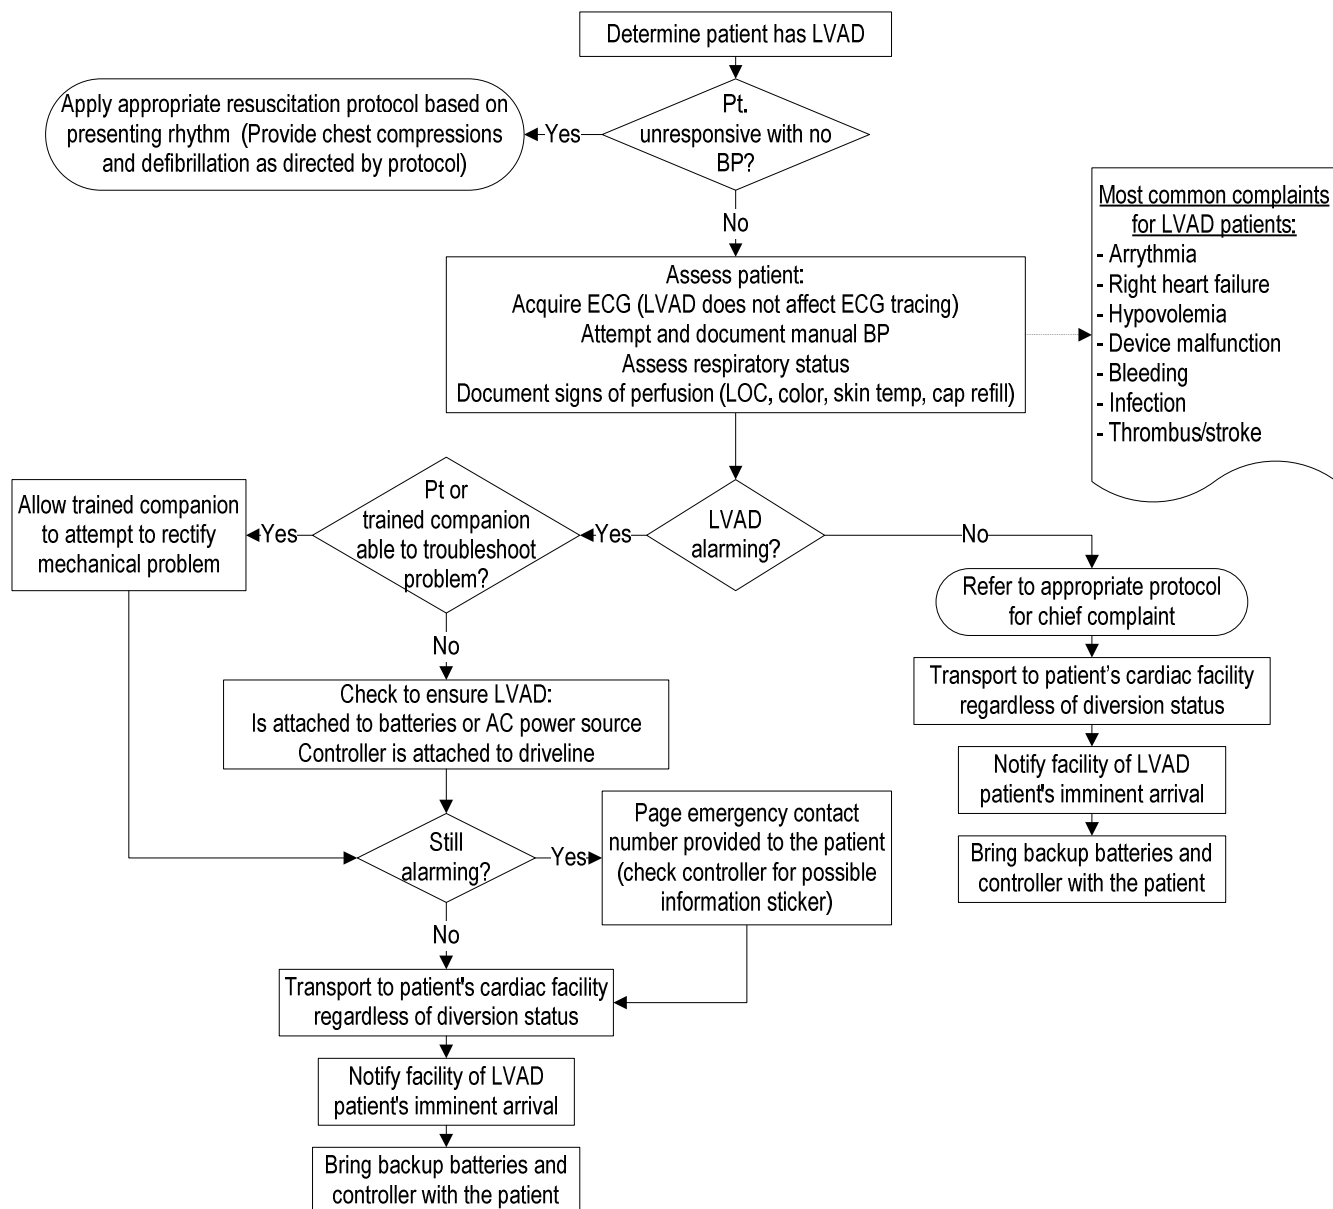 Determine patient has LVAD
Pt.
unresponsive with no
BP?
Yes
Apply appropriate resuscitation protocol based on
presenting rhythm  (Provide chest compressions
and defibrillation as directed by protocol)
No
Assess patient:
Acquire ECG (LVAD does not affect ECG tracing)
Attempt and document manual BP
Assess respiratory status
Document signs of perfusion (LOC, color, skin temp, cap refill)
Most common complaints
for LVAD patients:
- Arrythmia
- Right heart failure
- Hypovolemia
- Device malfunction
- Bleeding
- Infection
- Thrombus/stroke
LVAD
alarming?
Yes
Pt or
trained companion
able to troubleshoot
problem?
Yes
Allow trained companion
to attempt to rectify
mechanical problem
No
Check to ensure LVAD:
Is attached to batteries or AC power source
Controller is attached to driveline
Still
alarming?
Yes
Page emergency contact
number provided to the patient
(check controller for possible
information sticker)
No
Transport to patient's cardiac facility
regardless of diversion status
Notify facility of LVAD
patient's imminent arrival
Bring backup batteries and
controller with the patient
No
Refer to appropriate protocol
for chief complaint
Transport to patient’s cardiac facility
regardless of diversion status
Notify facility of LVAD
patient's imminent arrival
Bring backup batteries and
controller with the patient